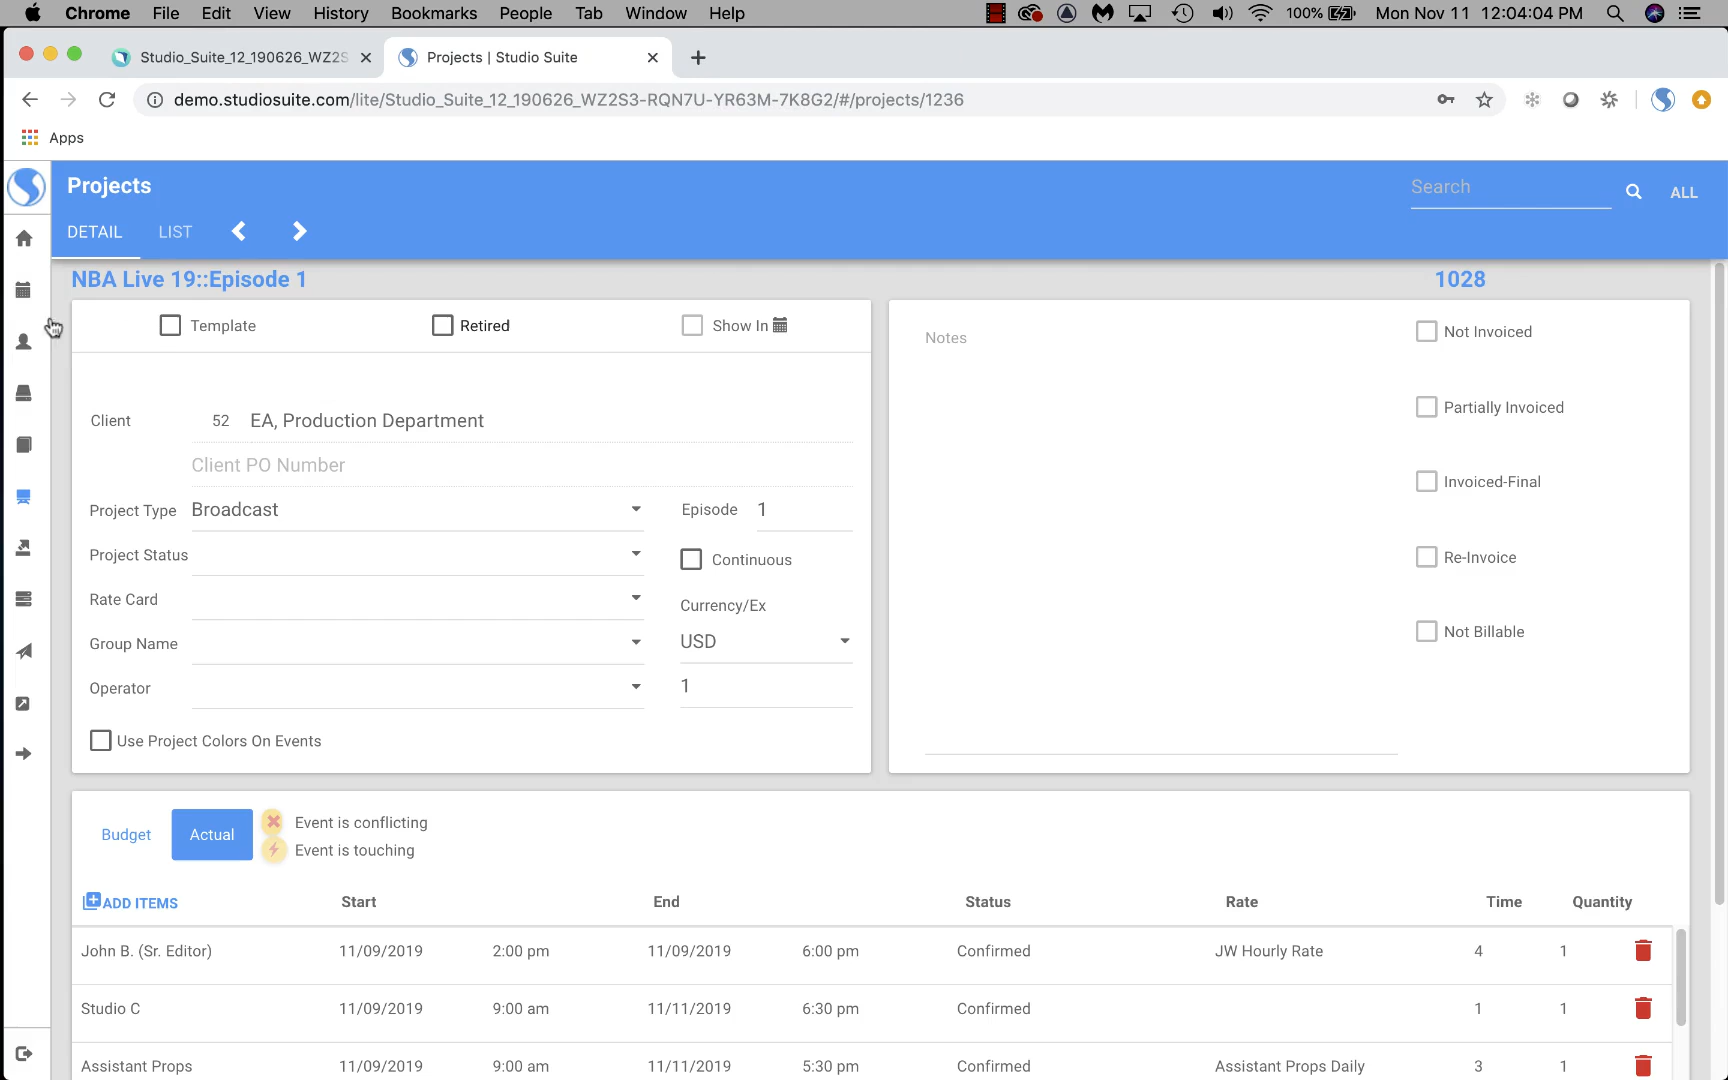 Chrome File Edit View History Bookmarks People Tab Window Help 100% Mon Nov 11 12:04:04 PM
Studio_Suite_12_190626_WZ2S Projects | Studio Suite
demo.studiosuite.com/lite/Studio_Suite_12_190626_WZ2S3-RQN7U-YR63M-7K8G2/#/projects/1236
Apps
Projects Search ALL
DETAIL LIST
NBA Live 19::Episode 1 1028
Template Retired Show In Notes Not Invoiced
Partially Invoiced
Client 52 EA, Production Department
Client PO Number Invoiced-Final
Project Type Broadcast Episode 1
Project Status Continuous Re-Invoice
Rate Card Currency/Ex
Group Name USD Not Billable
Operator 1
Use Project Colors On Events
Budget Actual Event is conflicting
Event is touching
ADD ITEMS Start End Status Rate Time Quantity
John B. (Sr. Editor) 11/09/2019 2:00 pm 11/09/2019 6:00 pm Confirmed JW Hourly Rate 4 1
Studio C 11/09/2019 9:00 am 11/11/2019 6:30 pm Confirmed 1 1
Assistant Props 11/09/2019 9:00 am 11/11/2019 5:30 pm Confirmed Assistant Props Daily 3 1